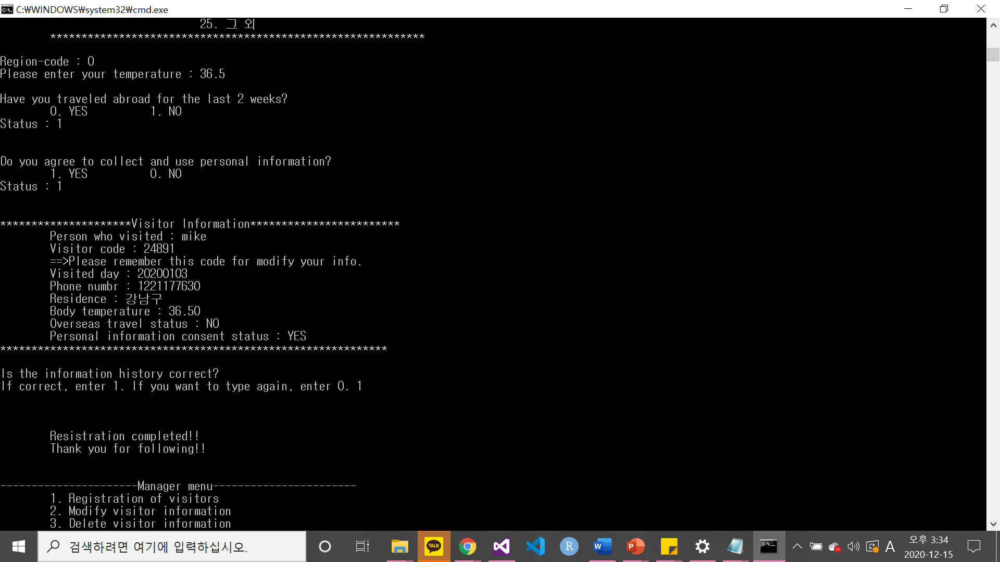 C:₩WINDOWS₩system32₩cmd.exe
25. 그 외
************************************************************
Region-code : 0
Please enter your temperature : 36.5
Have you traveled abroad for the last 2 weeks?
0. YES 1. NO
Status : 1
Do you agree to collect and use personal information?
1. YES 0. NO
Status : 1
*********************Visitor Information************************
Person who visited : mike
Visitor code : 24891
==>Please remember this code for modify your info.
Visited day : 20200103
Phone numbr : 1221177630
Residence : 강남구
Body temperature : 36.50
Overseas travel status : NO
Personal information consent status : YES
**************************************************************
Is the information history correct?
If correct, enter 1. If you want to type again, enter 0. 1
Resistration completed!!
Thank you for following!!
----------------------Manager menu-----------------------
1. Registration of visitors
2. Modify visitor information
3. Delete visitor information
검색하려면 여기에 입력하십시오.
TALK
R
W
P
A
오후 3:34
2020-12-15